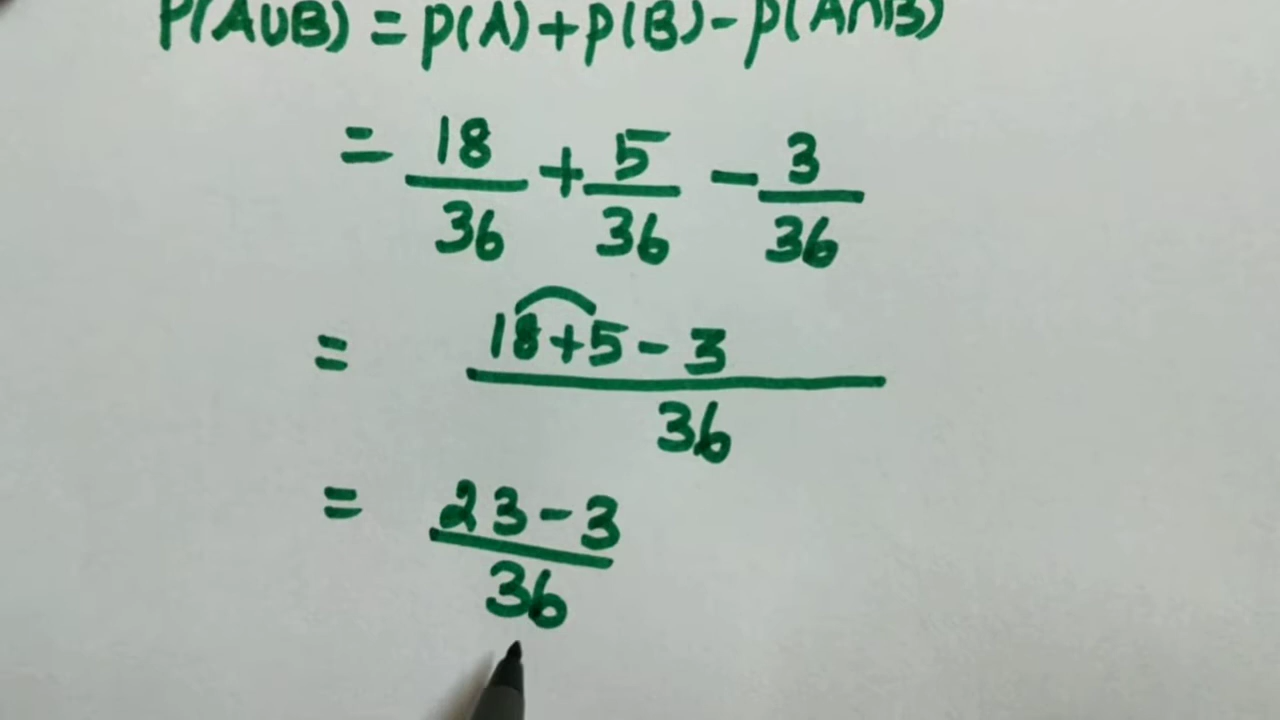 P(A∪B) = p(A)+p(B)-p(A∩B)
= 18/36 + 5/36 - 3/36
= 18+5-3/36
= 23-3/36